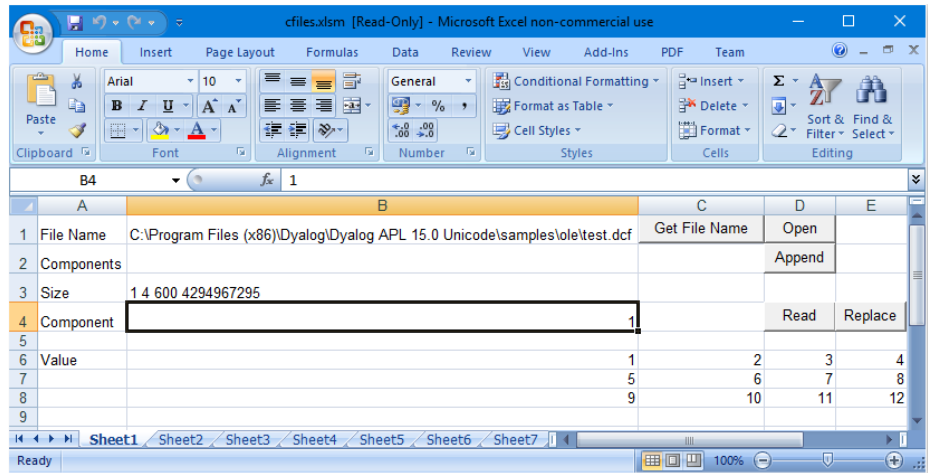 cfiles.xlsm [Read-Only] - Microsoft Excel non-commercial use
Home Insert Page Layout Formulas Data Review View Add-Ins PDF Team
Arial 10 General Conditional Formatting Insert Σ
Paste B I U A A % , Format as Table Delete Sort & Filter Find & Select
.00 .00 Cell Styles Format
Clipboard Font Alignment Number Styles Cells Editing
B4 fx 1
A B C D E
1 File Name C:\Program Files (x86)\Dyalog\Dyalog APL 15.0 Unicode\samples\ole\test.dcf Get File Name Open
2 Components Append
3 Size 1 4 600 4294967295
4 Component 1 Read Replace
5
6 Value 1 2 3 4
7 5 6 7 8
8 9 10 11 12
9
Sheet1 Sheet2 Sheet3 Sheet4 Sheet5 Sheet6 Sheet7
Ready 100%